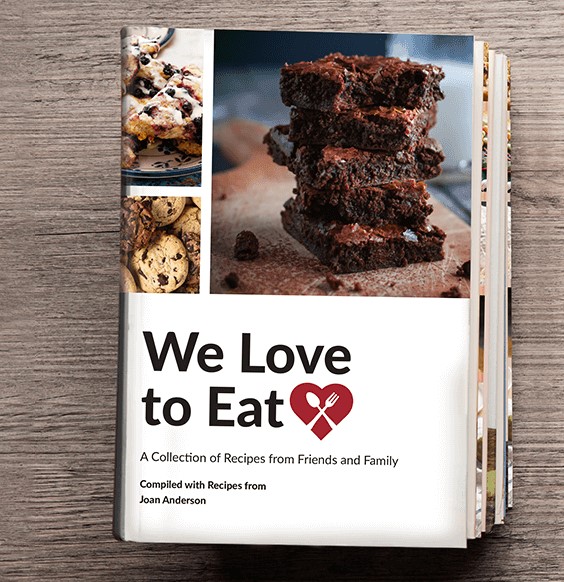 We Love
to Eat
A Collection of Recipes from Friends and Family
Compiled with Recipes from
Joan Anderson